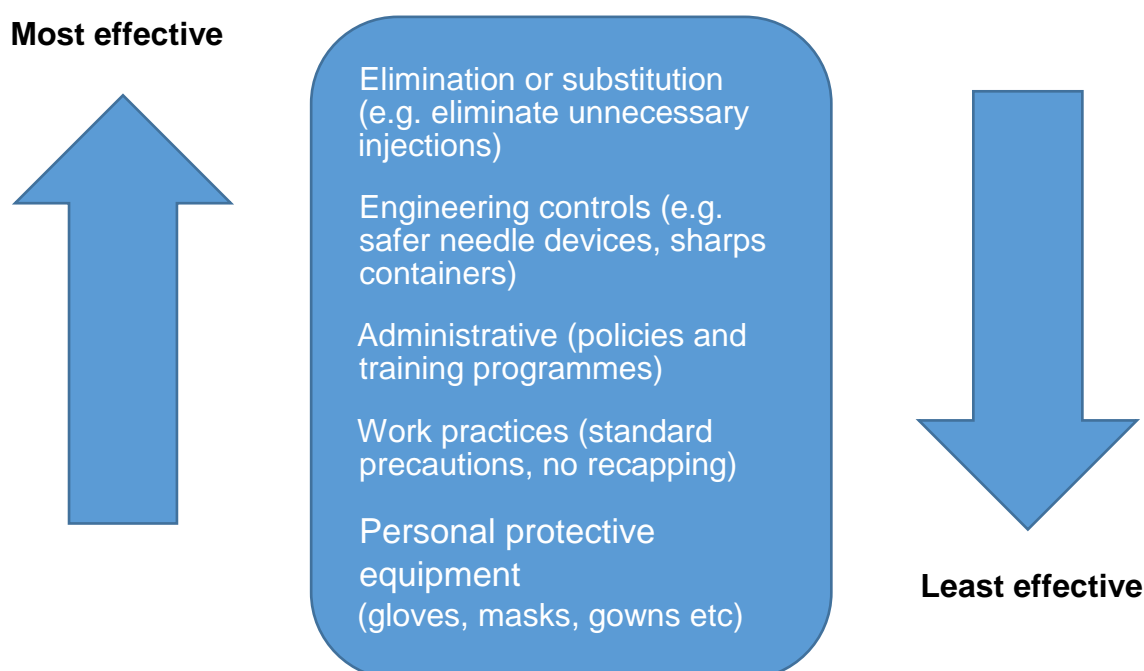 Most effective
Elimination or substitution
(e.g. eliminate unnecessary
injections)
Engineering controls (e.g.
safer needle devices, sharps
containers)
Administrative (policies and
training programmes)
Work practices (standard
precautions, no recapping)
Personal protective
equipment
(gloves, masks, gowns etc)
Least effective